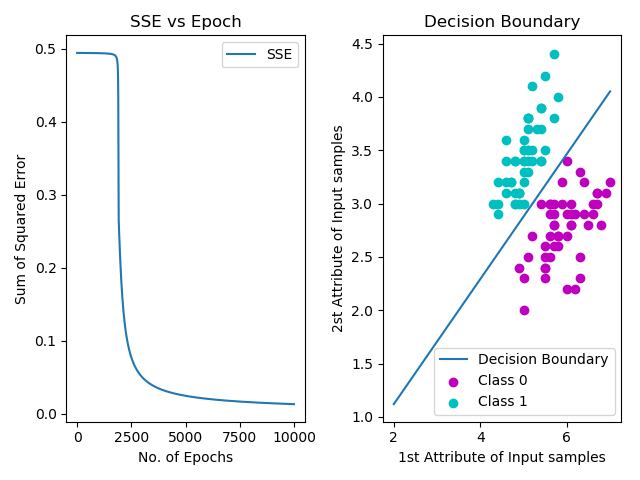 SSE vs Epoch
Sum of Squared Error
0.5
0.4
0.3
0.2
0.1
0.0
SSE
0
2500
5000
7500
10000
No. of Epochs
Decision Boundary
2st Attribute of Input samples
4.5
4.0
3.5
3.0
2.5
2.0
1.5
1.0
Decision Boundary
Class 0
Class 1
2
4
6
1st Attribute of Input samples